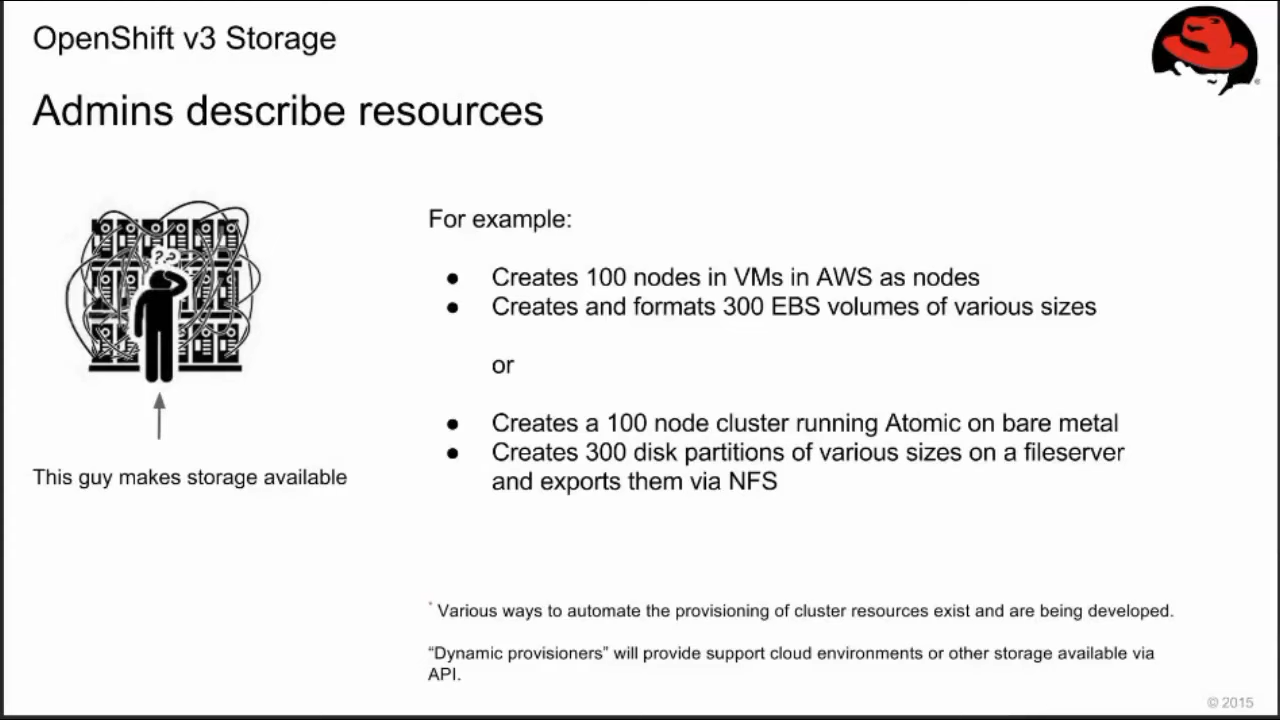 OpenShift v3 Storage
Admins describe resources
??
This guy makes storage available
For example:
● Creates 100 nodes in VMs in AWS as nodes
● Creates and formats 300 EBS volumes of various sizes
or
● Creates a 100 node cluster running Atomic on bare metal
● Creates 300 disk partitions of various sizes on a fileserver
and exports them via NFS
* Various ways to automate the provisioning of cluster resources exist and are being developed.
“Dynamic provisioners” will provide support cloud environments or other storage available via
API.
© 2015